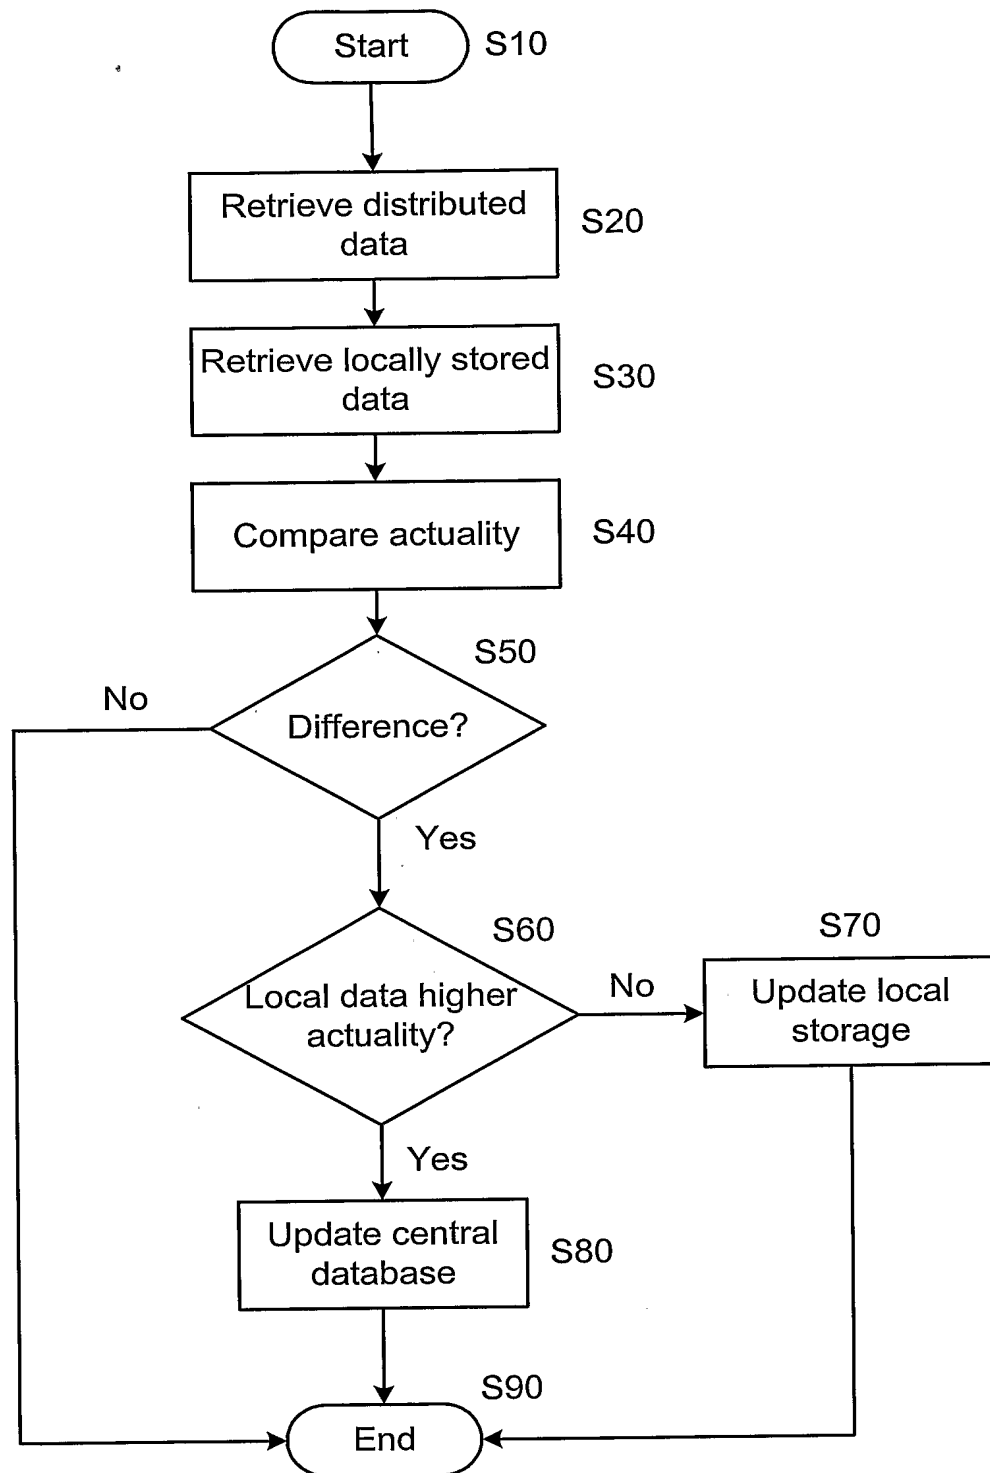 Start
S10
Retrieve distributed
data
S20
Retrieve locally stored
data
S30
Compare actuality
S40
S50
No
Difference?
Yes
S60
S70
Local data higher
actuality?
No
Update local
storage
Yes
Update central
database
S80
S90
End